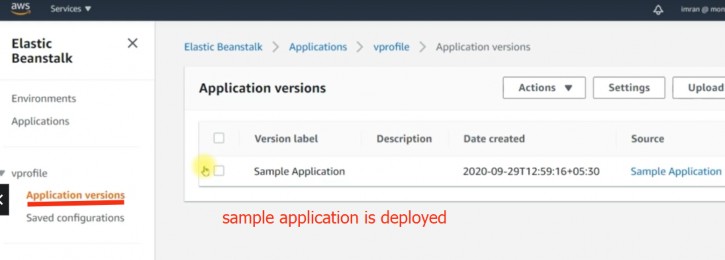 aws
Services ▼
imran @ mon
Elastic Beanstalk
Environments
Applications
vprofile
Application versions
Saved configurations
Elastic Beanstalk > Applications > vprofile > Application versions
Application versions
Actions ▼
Settings
Upload
Version label Description Date created Source
Sample Application 2020-09-29T12:59:16+05:30 Sample Application
sample application is deployed